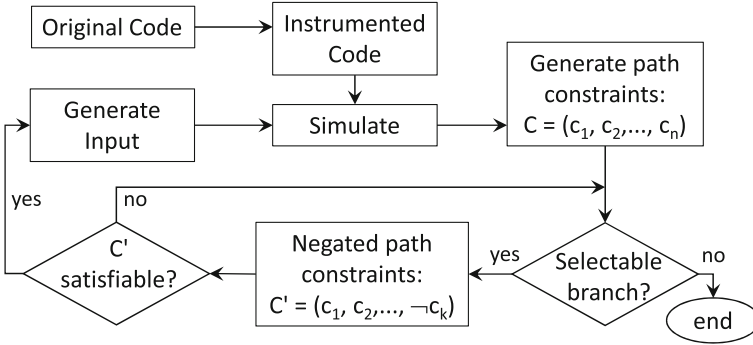 Original Code
Instrumented
Code
Generate path
constraints:
C = (c₁, c₂,..., cₙ)
Generate
Input
Simulate
yes
no
C'
satisfiable?
Negated path
constraints:
C' = (c₁, c₂,..., ¬cₖ)
yes
Selectable
branch?
no
end